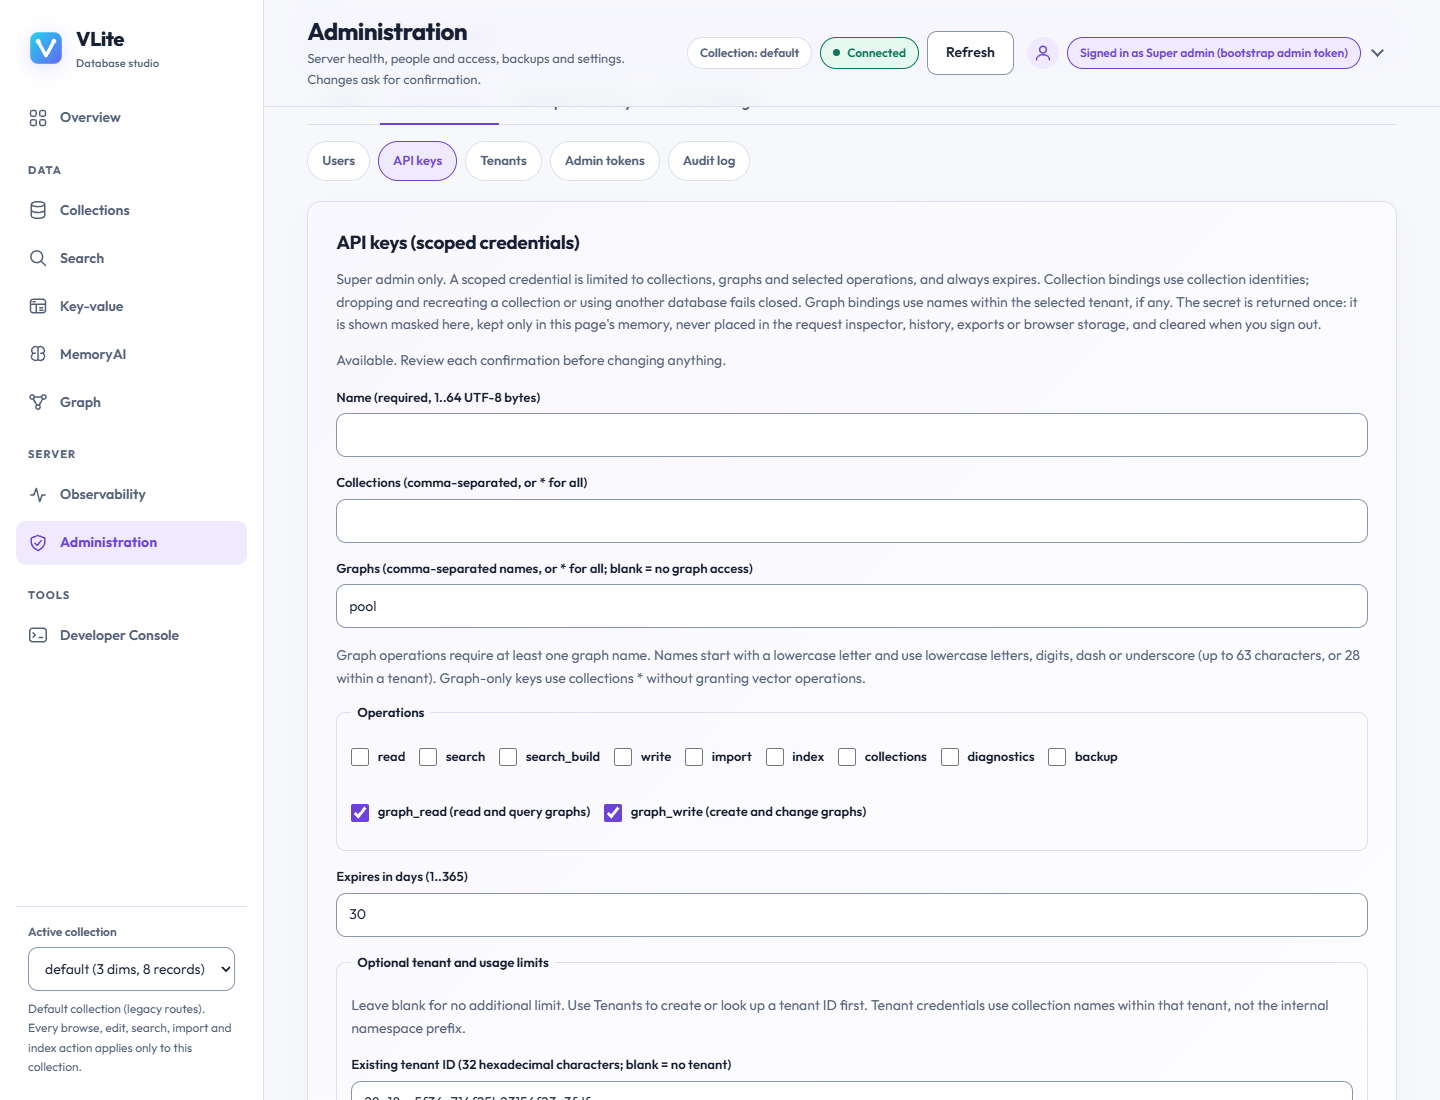 VLite
Database studio
Overview
DATA
Collections
Search
Key-value
MemoryAI
Graph
SERVER
Observability
Administration
TOOLS
Developer Console
Active collection
default (3 dims, 8 records)
Default collection (legacy routes).
Every browse, edit, search, import and
index action applies only to this
collection.
Administration
Server health, people and access, backups and settings.
Changes ask for confirmation.
Collection: default
Connected
Refresh
Signed in as Super admin (bootstrap admin token)
Users
API keys
Tenants
Admin tokens
Audit log
API keys (scoped credentials)
Super admin only. A scoped credential is limited to collections, graphs and selected operations, and always expires. Collection bindings use collection identities;
dropping and recreating a collection or using another database fails closed. Graph bindings use names within the selected tenant, if any. The secret is returned once: it
is shown masked here, kept only in this page's memory, never placed in the request inspector, history, exports or browser storage, and cleared when you sign out.
Available. Review each confirmation before changing anything.
Name (required, 1..64 UTF-8 bytes)
Collections (comma-separated, or * for all)
Graphs (comma-separated names, or * for all; blank = no graph access)
pool
Graph operations require at least one graph name. Names start with a lowercase letter and use lowercase letters, digits, dash or underscore (up to 63 characters, or 28
within a tenant). Graph-only keys use collections * without granting vector operations.
Operations
read search search_build write import index collections diagnostics backup
graph_read (read and query graphs) graph_write (create and change graphs)
Expires in days (1..365)
30
Optional tenant and usage limits
Leave blank for no additional limit. Use Tenants to create or look up a tenant ID first. Tenant credentials use collection names within that tenant, not the internal
namespace prefix.
Existing tenant ID (32 hexadecimal characters; blank = no tenant)